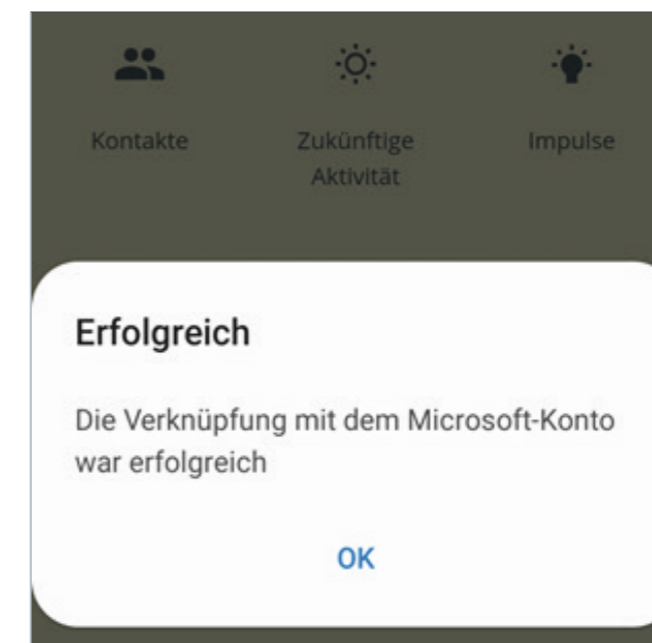 Kontakte
Zukünftige
Aktivität
Impulse
Erfolgreich
Die Verknüpfung mit dem Microsoft-Konto
war erfolgreich
OK